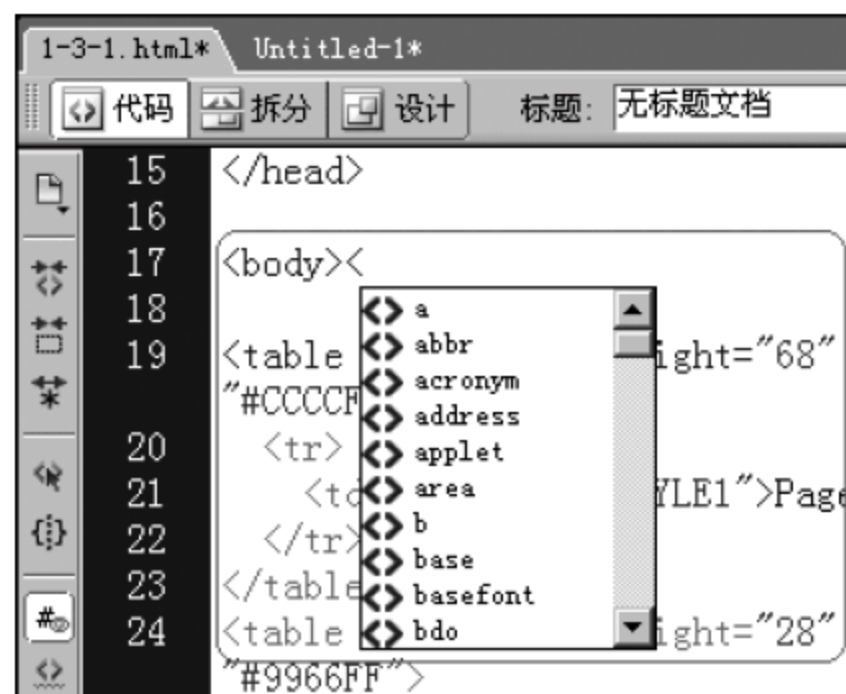 1-3-1.html* Untitled-1*
代码 拆分 设计 标题: 无标题文档
15 </head>
16
17 <body><
18
a
abbr
19 <table ight="68"
acronym
"#CCCCF
address
20 <tr>
applet
area
21 <td YLE1">Page
b
22 </tr>
base
23 </table
basefont
24 <table ight="28"
bdo
"#9966FF">